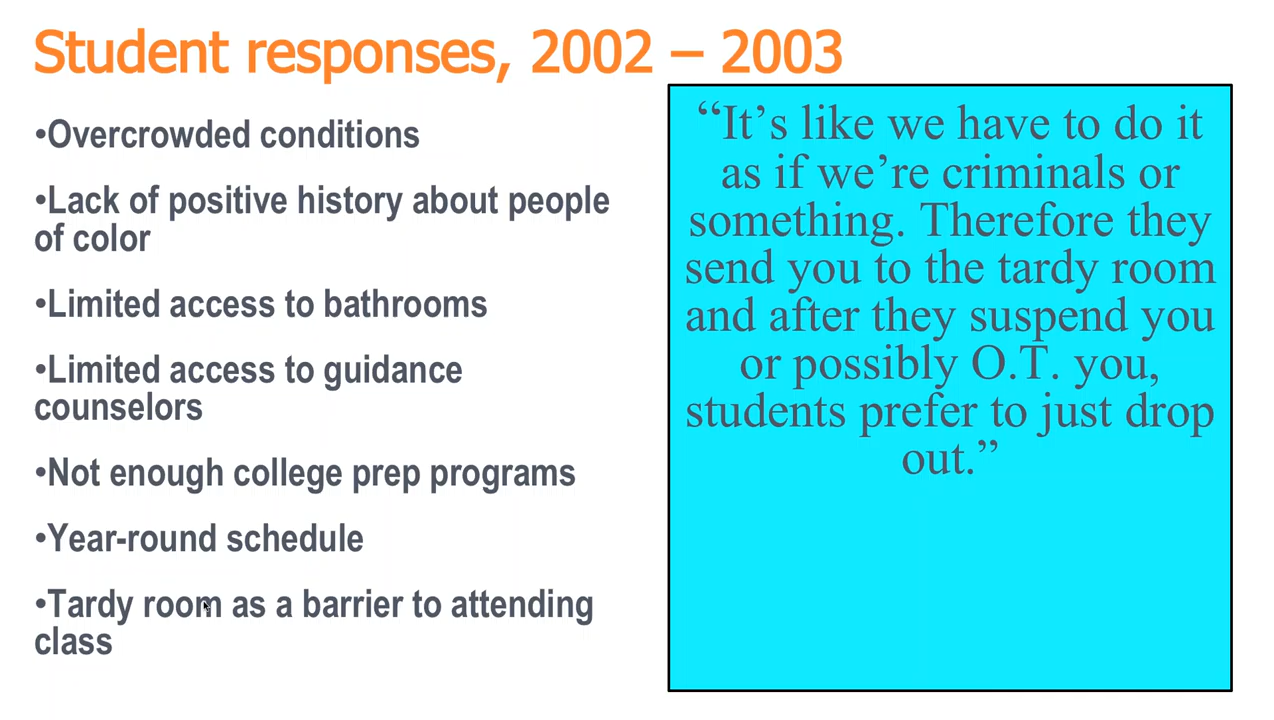 Student responses, 2002 – 2003
•Overcrowded conditions
•Lack of positive history about people
of color
•Limited access to bathrooms
•Limited access to guidance
counselors
•Not enough college prep programs
•Year-round schedule
•Tardy room as a barrier to attending
class
“It’s like we have to do it
as if we’re criminals or
something. Therefore they
send you to the tardy room
and after they suspend you
or possibly O.T. you,
students prefer to just drop
out.”